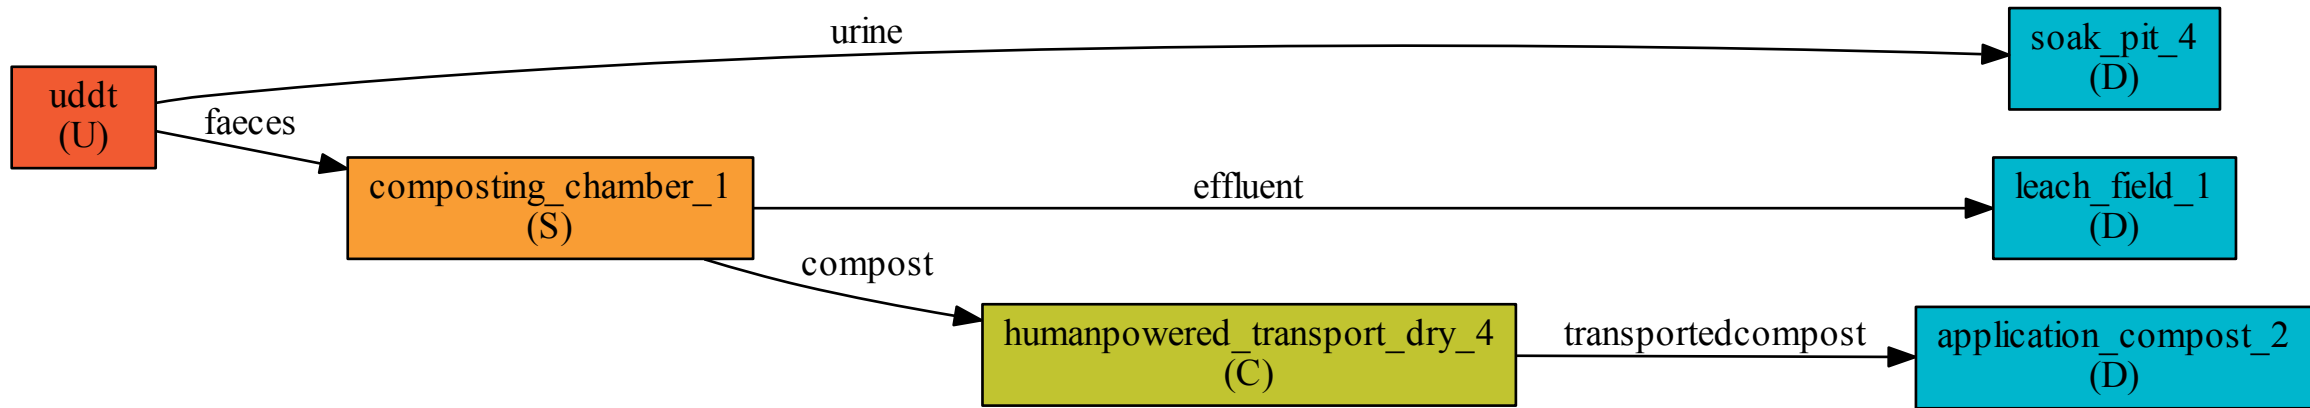 urine
soak_pit_4
(D)
uddt
(U)
faeces
composting_chamber_1
(S)
effluent
leach_field_1
(D)
compost
humanpowered_transport_dry_4
(C)
transportedcompost
application_compost_2
(D)